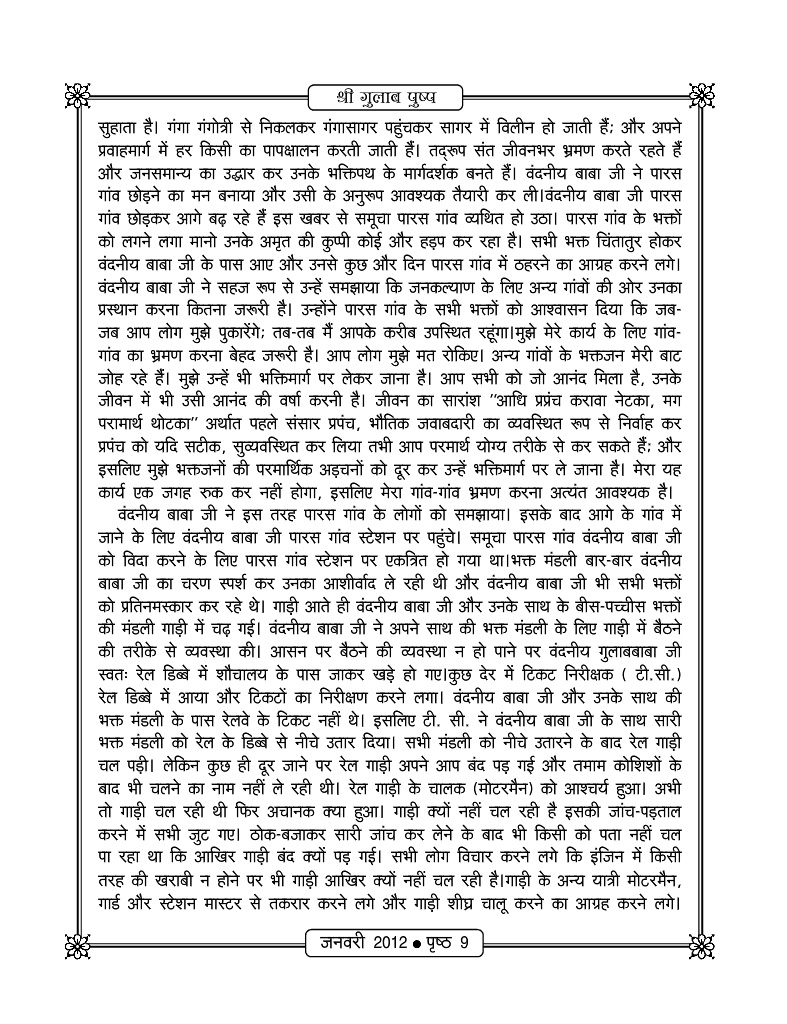 श्री गुलाब पुष्प
सुहाता है। गंगा गंगोत्री से निकलकर गंगासागर पहुंचकर सागर में विलीन हो जाती हैं; और अपने
प्रवाहमार्ग में हर किसी का पापक्षालन करती जाती हैं। तद्रूप संत जीवनभर भ्रमण करते रहते हैं
और जनसमान्य का उद्धार कर उनके भक्तिपथ के मार्गदर्शक बनते हैं। वंदनीय बाबा जी ने पारस
गांव छोड़ने का मन बनाया और उसी के अनुरूप आवश्यक तैयारी कर ली।वंदनीय बाबा जी पारस
गांव छोड़कर आगे बढ़ रहे हैं इस खबर से समूचा पारस गांव व्यथित हो उठा। पारस गांव के भक्तों
को लगने लगा मानो उनके अमृत की कुप्पी कोई और हड़प कर रहा है। सभी भक्त चिंतातुर होकर
वंदनीय बाबा जी के पास आए और उनसे कुछ और दिन पारस गांव में ठहरने का आग्रह करने लगे।
वंदनीय बाबा जी ने सहज रूप से उन्हें समझाया कि जनकल्याण के लिए अन्य गांवों की ओर उनका
प्रस्थान करना कितना जरूरी है। उन्होंने पारस गांव के सभी भक्तों को आश्वासन दिया कि जब-
जब आप लोग मुझे पुकारेंगे; तब-तब मैं आपके करीब उपस्थित रहूंगा।मुझे मेरे कार्य के लिए गांव-
गांव का भ्रमण करना बेहद जरूरी है। आप लोग मुझे मत रोकिए। अन्य गांवों के भक्तजन मेरी बाट
जोह रहे हैं। मुझे उन्हें भी भक्तिमार्ग पर लेकर जाना है। आप सभी को जो आनंद मिला है, उनके
जीवन में भी उसी आनंद की वर्षा करनी है। जीवन का सारांश ''आधि प्रप्रंच करावा नेटका, मग
परामार्थ थोटका'' अर्थात पहले संसार प्रपंच, भौतिक जवाबदारी का व्यवस्थित रूप से निर्वाह कर
प्रपंच को यदि सटीक, सुव्यवस्थित कर लिया तभी आप परमार्थ योग्य तरीके से कर सकते हैं; और
इसलिए मुझे भक्तजनों की परमार्थिक अड़चनों को दूर कर उन्हें भक्तिमार्ग पर ले जाना है। मेरा यह
कार्य एक जगह रुक कर नहीं होगा, इसलिए मेरा गांव-गांव भ्रमण करना अत्यंत आवश्यक है।
वंदनीय बाबा जी ने इस तरह पारस गांव के लोगों को समझाया। इसके बाद आगे के गांव में
जाने के लिए वंदनीय बाबा जी पारस गांव स्टेशन पर पहुंचे। समूचा पारस गांव वंदनीय बाबा जी
को विदा करने के लिए पारस गांव स्टेशन पर एकत्रित हो गया था।भक्त मंडली बार-बार वंदनीय
बाबा जी का चरण स्पर्श कर उनका आशीर्वाद ले रही थी और वंदनीय बाबा जी भी सभी भक्तों
को प्रतिनमस्कार कर रहे थे। गाड़ी आते ही वंदनीय बाबा जी और उनके साथ के बीस-पच्चीस भक्तों
की मंडली गाड़ी में चढ़ गई। वंदनीय बाबा जी ने अपने साथ की भक्त मंडली के लिए गाड़ी में बैठने
की तरीके से व्यवस्था की। आसन पर बैठने की व्यवस्था न हो पाने पर वंदनीय गुलाबबाबा जी
स्वतः रेल डिब्बे में शौचालय के पास जाकर खड़े हो गए।कुछ देर में टिकट निरीक्षक ( टी.सी.)
रेल डिब्बे में आया और टिकटों का निरीक्षण करने लगा। वंदनीय बाबा जी और उनके साथ की
भक्त मंडली के पास रेलवे के टिकट नहीं थे। इसलिए टी. सी. ने वंदनीय बाबा जी के साथ सारी
भक्त मंडली को रेल के डिब्बे से नीचे उतार दिया। सभी मंडली को नीचे उतारने के बाद रेल गाड़ी
चल पड़ी। लेकिन कुछ ही दूर जाने पर रेल गाड़ी अपने आप बंद पड़ गई और तमाम कोशिशों के
बाद भी चलने का नाम नहीं ले रही थी। रेल गाड़ी के चालक (मोटरमैन) को आश्चर्य हुआ। अभी
तो गाड़ी चल रही थी फिर अचानक क्या हुआ। गाड़ी क्यों नहीं चल रही है इसकी जांच-पड़ताल
करने में सभी जुट गए। ठोक-बजाकर सारी जांच कर लेने के बाद भी किसी को पता नहीं चल
पा रहा था कि आखिर गाड़ी बंद क्यों पड़ गई। सभी लोग विचार करने लगे कि इंजिन में किसी
तरह की खराबी न होने पर भी गाड़ी आखिर क्यों नहीं चल रही है।गाड़ी के अन्य यात्री मोटरमैन,
गार्ड और स्टेशन मास्टर से तकरार करने लगे और गाड़ी शीघ्र चालू करने का आग्रह करने लगे।
जनवरी 2012 ● पृष्ठ 9